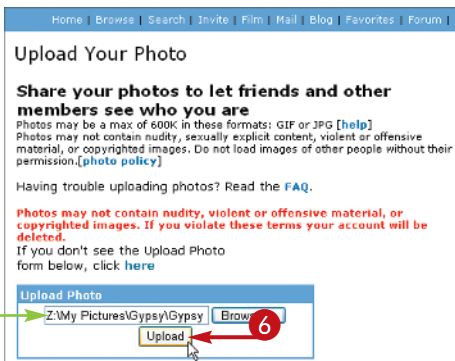 Home | Browse | Search | Invite | Film | Mail | Blog | Favorites | Forum |
Upload Your Photo
Share your photos to let friends and other
members see who you are
Photos may be a max of 600K in these formats: GIF or JPG [help]
Photos may not contain nudity, sexually explicit content, violent or offensive
material, or copyrighted images. Do not load images of other people without their
permission.[photo policy]
Having trouble uploading photos? Read the FAQ.
Photos may not contain nudity, violent or offensive material, or
copyrighted images. If you violate these terms your account will be
deleted.
If you don't see the Upload Photo
form below, click here
Upload Photo
Z:\My Pictures\Gypsy\Gypsy
Upload 6